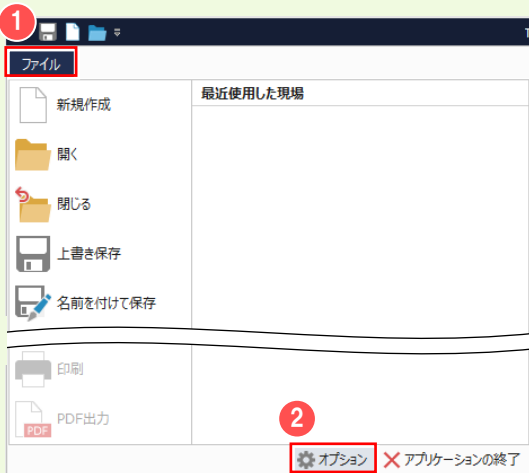 1
T
ファイル
最近使用した現場
新規作成
開く
閉じる
上書き保存
名前を付けて保存
印刷
PDF
PDF出力
2
オプション
アプリケーションの終了